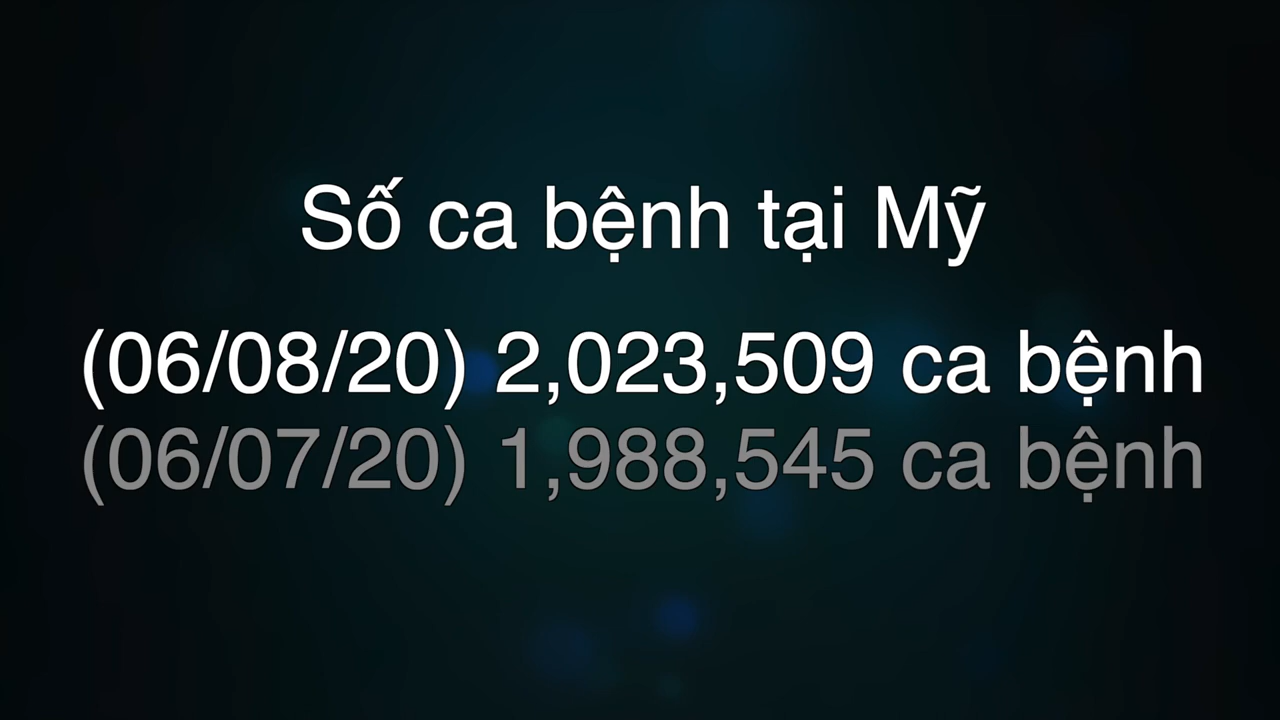 Số ca bệnh tại Mỹ
(06/08/20) 2,023,509 ca bệnh
(06/07/20) 1,988,545 ca bệnh